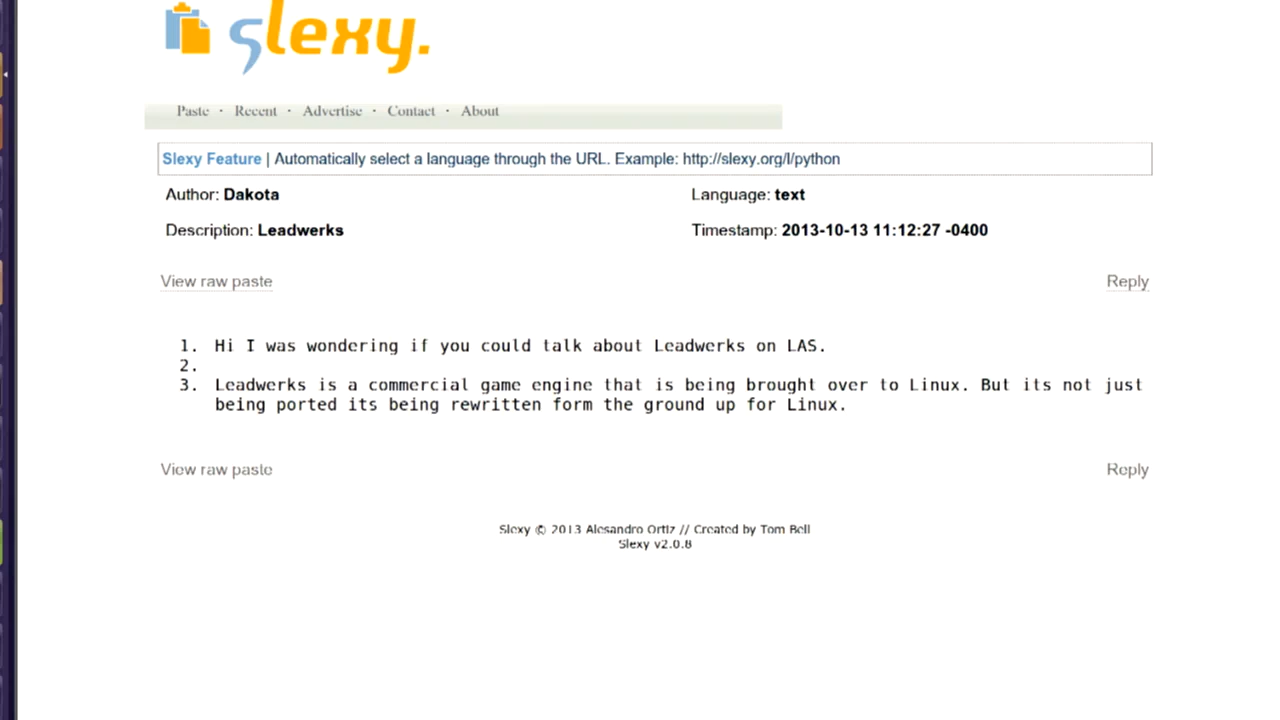 slexy.
Paste · Recent · Advertise · Contact · About
Slexy Feature | Automatically select a language through the URL. Example: http://slexy.org/l/python
Author: Dakota
Language: text
Description: Leadwerks
Timestamp: 2013-10-13 11:12:27 -0400
View raw paste
Reply
1. Hi I was wondering if you could talk about Leadwerks on LAS.
2.
3. Leadwerks is a commercial game engine that is being brought over to Linux. But its not just
being ported its being rewritten form the ground up for Linux.
View raw paste
Reply
Slexy © 2013 Alesandro Ortiz // Created by Tom Bell
Slexy v2.0.8